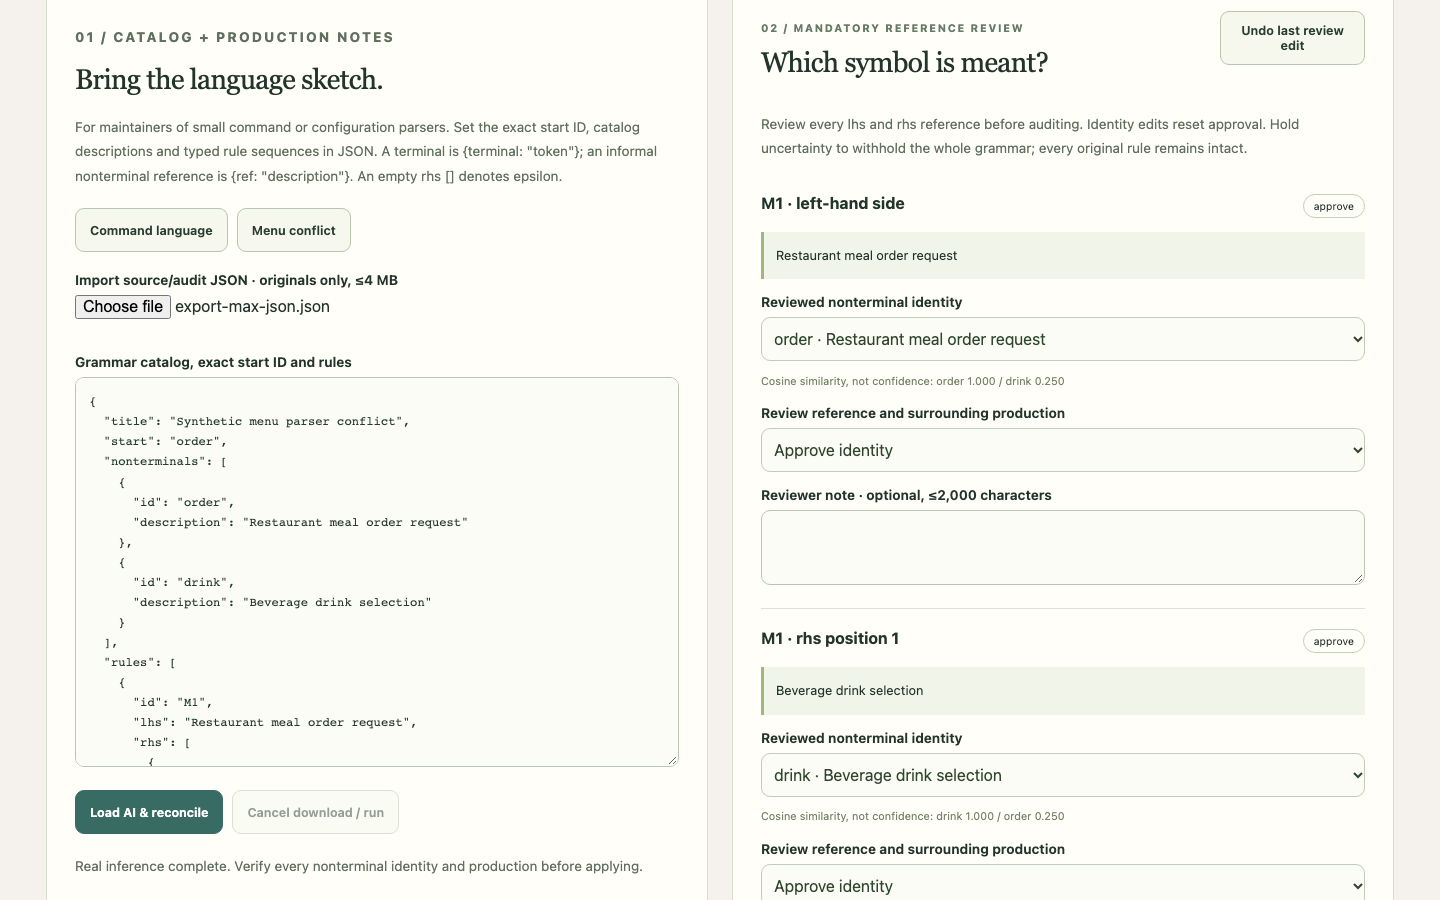 01 / CATALOG + PRODUCTION NOTES
Bring the language sketch.
For maintainers of small command or configuration parsers. Set the exact start ID, catalog
descriptions and typed rule sequences in JSON. A terminal is {terminal: "token"}; an informal
nonterminal reference is {ref: "description"}. An empty rhs [] denotes epsilon.
Command language
Menu conflict
Import source/audit JSON · originals only, ≤4 MB
Choose file export-max-json.json
Grammar catalog, exact start ID and rules
{
"title": "Synthetic menu parser conflict",
"start": "order",
"nonterminals": [
{
"id": "order",
"description": "Restaurant meal order request"
},
{
"id": "drink",
"description": "Beverage drink selection"
}
],
"rules": [
{
"id": "M1",
"lhs": "Restaurant meal order request",
"rhs": [
{
Load AI & reconcile
Cancel download / run
Real inference complete. Verify every nonterminal identity and production before applying.
02 / MANDATORY REFERENCE REVIEW
Which symbol is meant?
Undo last review
edit
Review every lhs and rhs reference before auditing. Identity edits reset approval. Hold
uncertainty to withhold the whole grammar; every original rule remains intact.
M1 · left-hand side
approve
Restaurant meal order request
Reviewed nonterminal identity
order · Restaurant meal order request
Cosine similarity, not confidence: order 1.000 / drink 0.250
Review reference and surrounding production
Approve identity
Reviewer note · optional, ≤2,000 characters
M1 · rhs position 1
approve
Beverage drink selection
Reviewed nonterminal identity
drink · Beverage drink selection
Cosine similarity, not confidence: drink 1.000 / order 0.250
Review reference and surrounding production
Approve identity